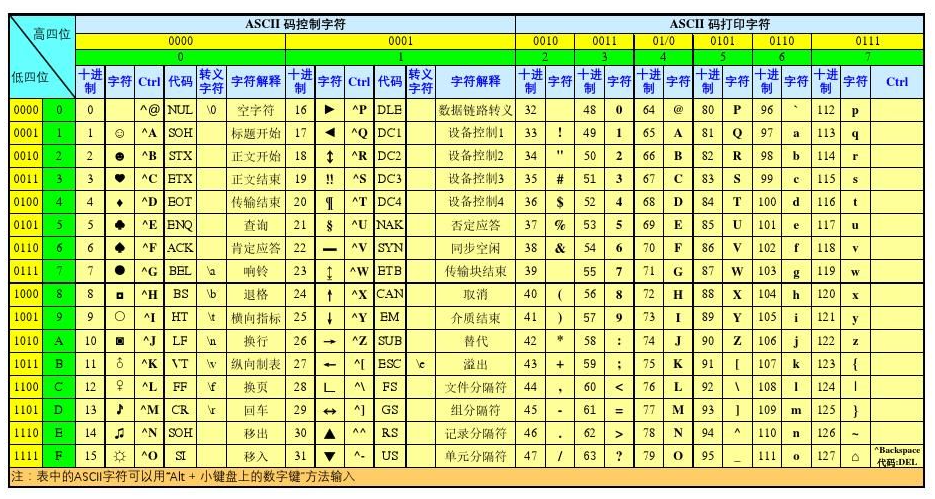 高四位 ASCII 码控制字符 ASCII 码打印字符
0000 0001 0010 0011 01/0 0101 0110 0111
低四位 0 1 2 3 4 5 6 7
十进制 字符 Ctrl 代码 转义字符 字符解释 十进制 字符 Ctrl 代码 转义字符 字符解释 十进制 字符 十进制 字符 十进制 字符 十进制 字符 十进制 字符 十进制 字符 Ctrl
0000 0 0 ^@ NUL \0 空字符 16 ► ^P DLE 数据链路转义 32 48 0 64 @ 80 P 96 ` 112 p
0001 1 1 ☺ ^A SOH 标题开始 17 ◄ ^Q DC1 设备控制1 33 ! 49 1 65 A 81 Q 97 a 113 q
0010 2 2 ☻ ^B STX 正文开始 18 ↕ ^R DC2 设备控制2 34 " 50 2 66 B 82 R 98 b 114 r
0011 3 3 ♥ ^C ETX 正文结束 19 ‼ ^S DC3 设备控制3 35 # 51 3 67 C 83 S 99 c 115 s
0100 4 4 ♦ ^D EOT 传输结束 20 ¶ ^T DC4 设备控制4 36 $ 52 4 68 D 84 T 100 d 116 t
0101 5 5 ♣ ^E ENQ 查询 21 § ^U NAK 否定应答 37 % 53 5 69 E 85 U 101 e 117 u
0110 6 6 ♠ ^F ACK 肯定应答 22 ▬ ^V SYN 同步空闲 38 & 54 6 70 F 86 V 102 f 118 v
0111 7 7 ● ^G BEL \a 响铃 23 ↨ ^W ETB 传输块结束 39 55 7 71 G 87 W 103 g 119 w
1000 8 8 ◘ ^H BS \b 退格 24 ↑ ^X CAN 取消 40 ( 56 8 72 H 88 X 104 h 120 x
1001 9 9 ○ ^I HT \t 横向指标 25 ↓ ^Y EM 介质结束 41 ) 57 9 73 I 89 Y 105 i 121 y
1010 A 10 ◙ ^J LF \n 换行 26 → ^Z SUB 替代 42 * 58 : 74 J 90 Z 106 j 122 z
1011 B 11 ♂ ^K VT \v 纵向制表 27 ← ^[ ESC \e 溢出 43 + 59 ; 75 K 91 [ 107 k 123 {
1100 C 12 ♀ ^L FF \f 换页 28 ∟ ^\ FS 文件分隔符 44 , 60 < 76 L 92 \ 108 l 124 |
1101 D 13 ♪ ^M CR \r 回车 29 ↔ ^] GS 组分隔符 45 - 61 = 77 M 93 ] 109 m 125 }
1110 E 14 ♫ ^N SOH 移出 30 ▲ ^^ RS 记录分隔符 46 . 62 > 78 N 94 ^ 110 n 126 ~
1111 F 15 ☼ ^O SI 移入 31 ▼ ^- US 单元分隔符 47 / 63 ? 79 O 95 _ 111 o 127 ⌂ ^Backspace 代码:DEL
注：表中的ASCII字符可以用"Alt + 小键盘上的数字键"方法输入